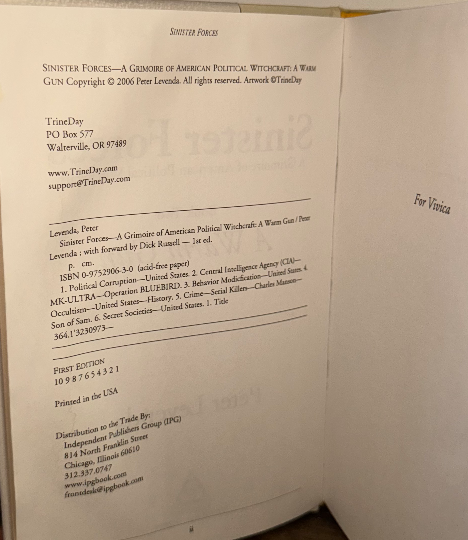 SINISTER FORCES
SINISTER FORCES—A GRIMOIRE OF AMERICAN POLITICAL WITCHCRAFT: A WARM
GUN Copyright © 2006 Peter Levenda. All rights reserved. Artwork ©TrineDay
TrineDay
PO Box 577
Walterville, OR 97489
www.TrineDay.com
support@TrineDay.com
Levenda, Peter
Sinister Forces—A Grimoire of American Political Witchcraft: A Warm Gun / Peter
Levenda ; with forward by Dick Russell — 1st ed.
p. cm.
ISBN 0-9752906-3-0 (acid-free paper)
1. Political Corruption—United States. 2. Central Intelligence Agency (CIA)—
MK-ULTRA—Operation BLUEBIRD. 3. Behavior Modification—United States. 4.
Occultism—United States—History. 5. Crime—Serial Killers—Charles Manson—
Son of Sam. 6. Secret Societies—United States. 1. Title
364.1'3230973—
FIRST EDITION
10 9 8 7 6 5 4 3 2 1
Printed in the USA
Distribution to the Trade By:
Independent Publishers Group (IPG)
814 North Franklin Street
Chicago, Illinois 60610
312.337.0747
www.ipgbook.com
frontdesk@ipgbook.com
ii
For Vivica